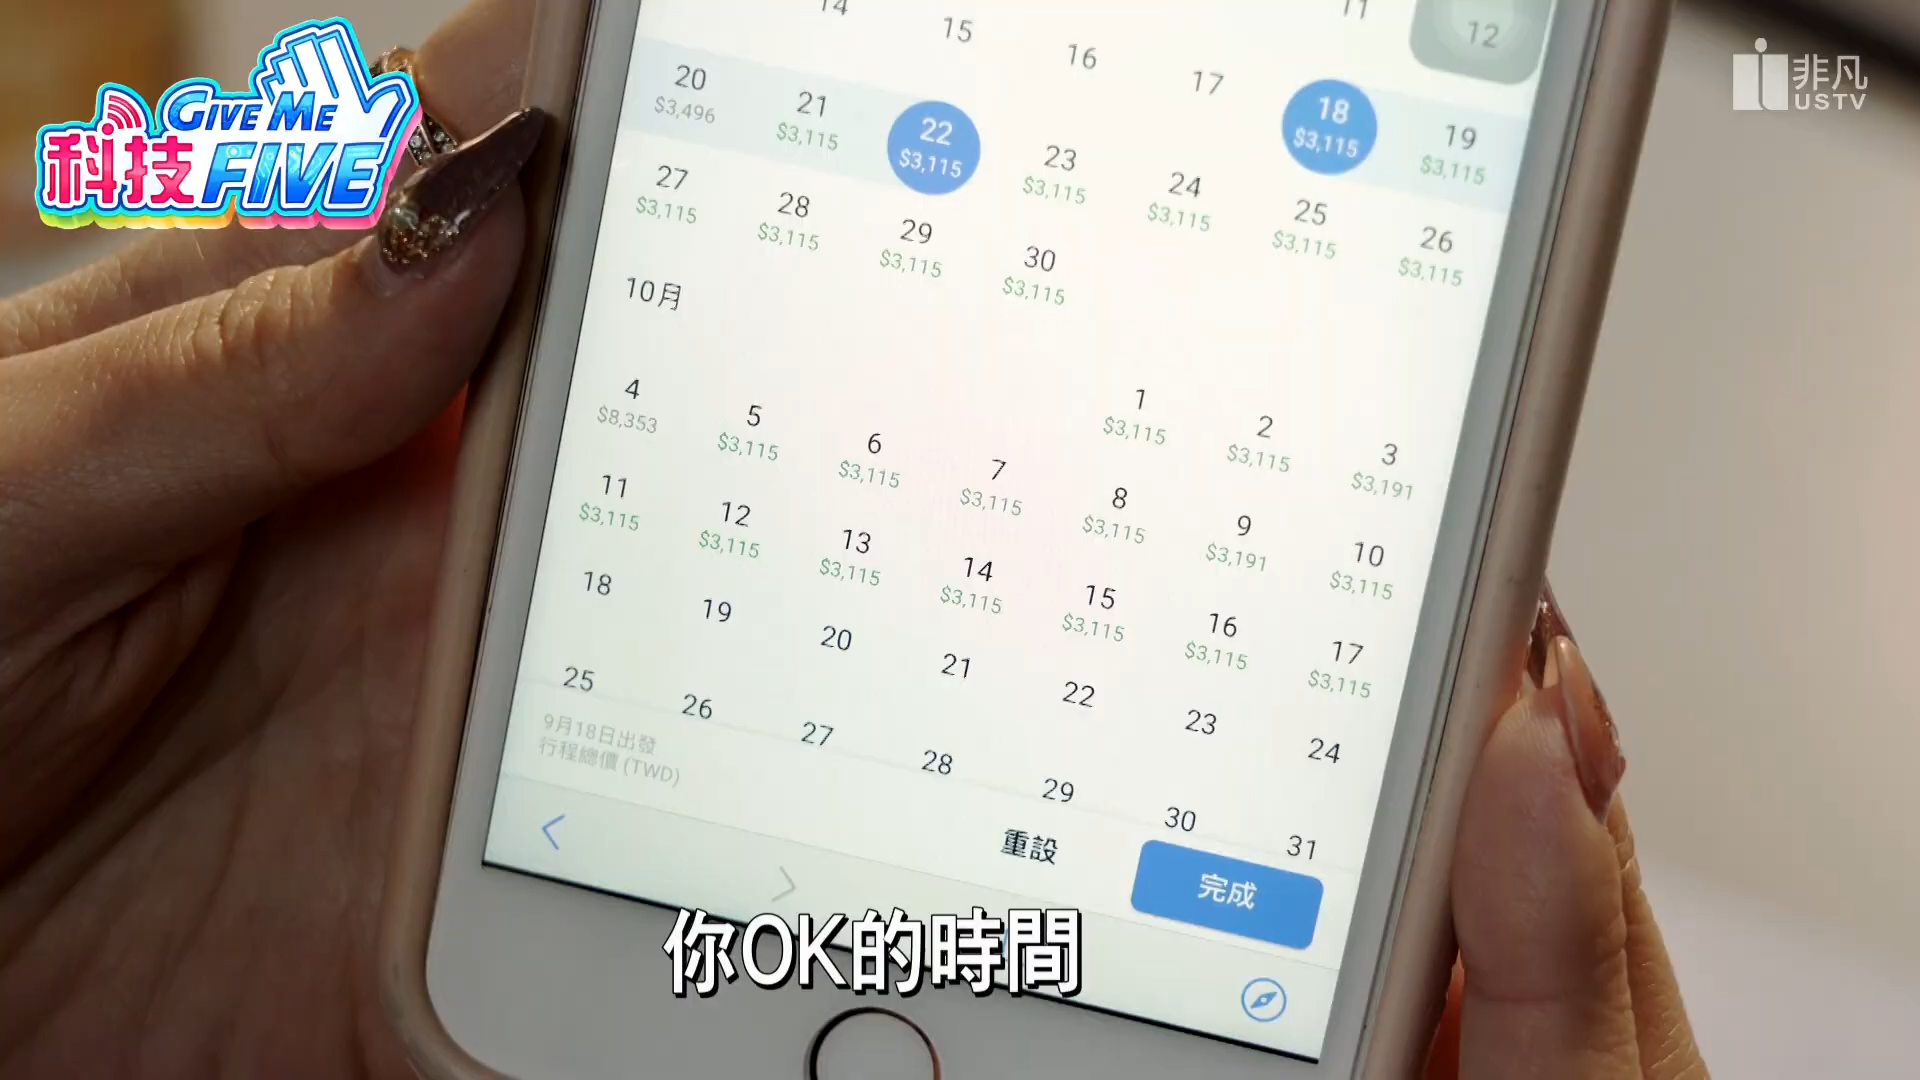 GIVE ME
科技FIVE
非凡
USTV
14 15 16 17 11 12
20 21 22 23 24 18 19
$3,496 $3,115 $3,115 $3,115 $3,115 $3,115 $3,115
27 28 29 30 25 26
$3,115 $3,115 $3,115 $3,115 $3,115 $3,115
10月
1 2 3
$3,115 $3,115 $3,191
4 5 6 7 8 9 10
$8,353 $3,115 $3,115 $3,115 $3,115 $3,191 $3,115
11 12 13 14 15 16 17
$3,115 $3,115 $3,115 $3,115 $3,115 $3,115 $3,115
18 19 20 21 22 23 24
25 26 27 28 29 30 31
9月18日出發
行程總價 (TWD)
重設 完成
你OK的時間